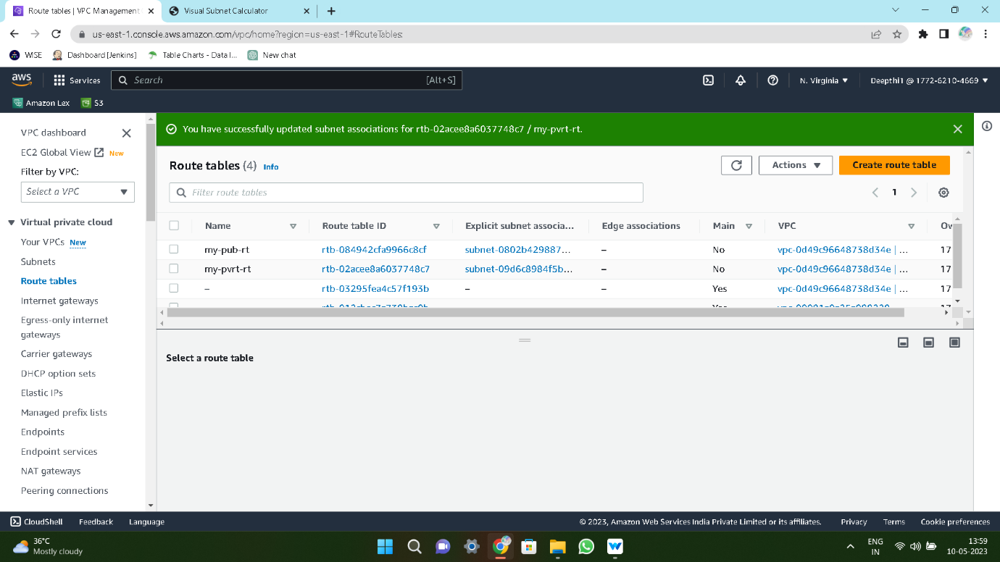 Route tables | VPC Management
Visual Subnet Calculator
us-east-1.console.aws.amazon.com/vpc/home?region=us-east-1#RouteTables:
WISE
Dashboard [Jenkins]
Table Charts - Data I...
New chat
aws
Services
Search
[Alt+S]
N. Virginia
Deepthi1 @ 1772-6210-4669
Amazon Lex
S3
VPC dashboard
EC2 Global View
New
Filter by VPC:
Select a VPC
Virtual private cloud
Your VPCs New
Subnets
Route tables
Internet gateways
Egress-only internet
gateways
Carrier gateways
DHCP option sets
Elastic IPs
Managed prefix lists
Endpoints
Endpoint services
NAT gateways
Peering connections
You have successfully updated subnet associations for rtb-02acee8a6037748c7 / my-pvrt-rt.
Route tables (4) Info
Actions
Create route table
Filter route tables
1
Name Route table ID Explicit subnet associa... Edge associations Main VPC Ow
my-pub-rt rtb-084942cfa9966c8cf subnet-0802b429887... – No vpc-0d49c96648738d34e | ... 17
my-pvrt-rt rtb-02acee8a6037748c7 subnet-09d6c8984f5b... – No vpc-0d49c96648738d34e | ... 17
– rtb-03295fea4c57f193b – – Yes vpc-0d49c96648738d34e | ... 17
Select a route table
CloudShell
Feedback
Language
© 2023, Amazon Web Services India Private Limited or its affiliates.
Privacy
Terms
Cookie preferences
36°C
Mostly cloudy
ENG
IN
13:59
10-05-2023